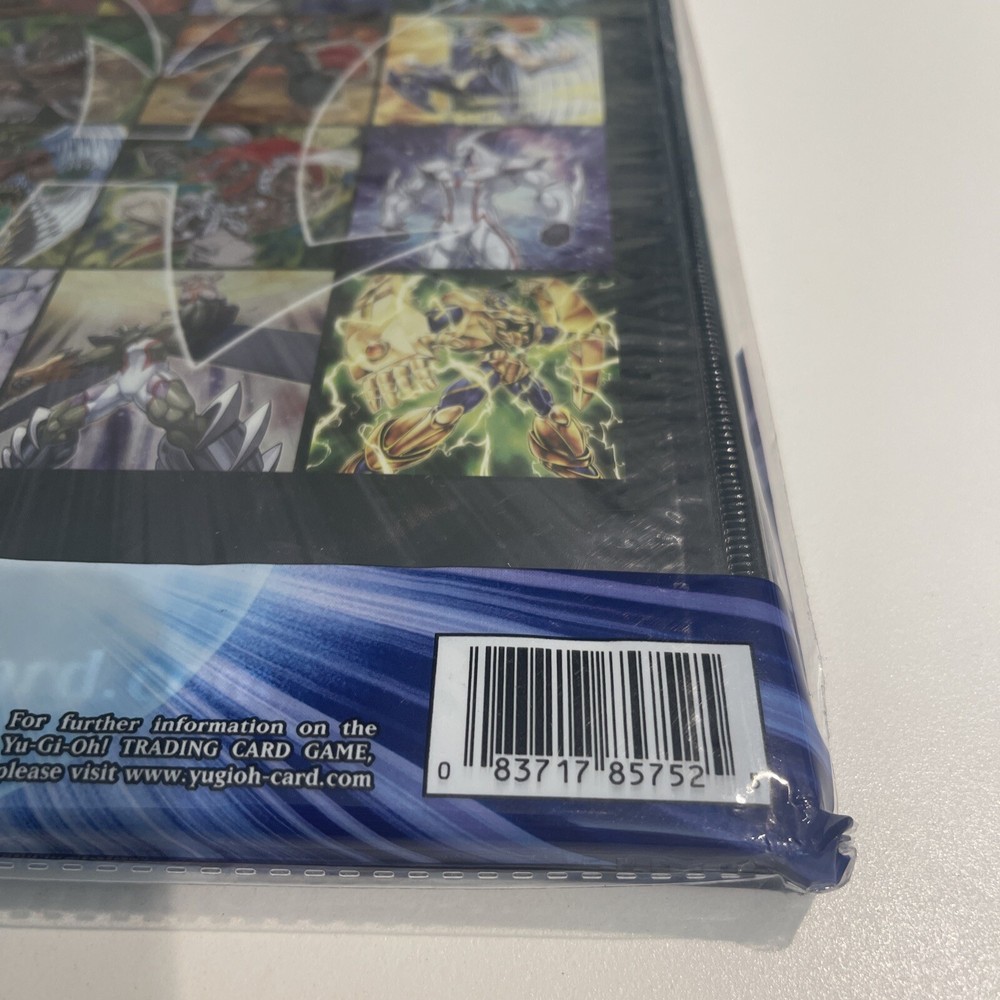 rd.
For further information on the
Yu-Gi-Oh! TRADING CARD GAME,
please visit www.yugioh-card.com
0 83717 85752